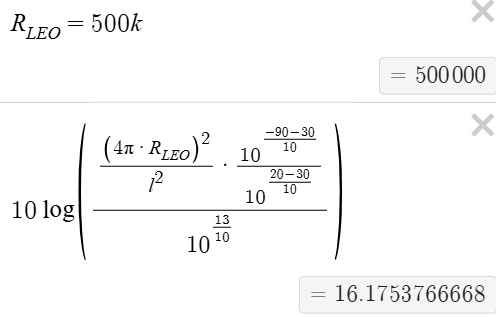 R_LEO = 500k
= 500000
10 log( ( (4π · R_LEO)^2 / l^2 · 10^((-90-30)/10) / 10^((20-30)/10) ) / 10^(13/10) )
= 16.1753766668